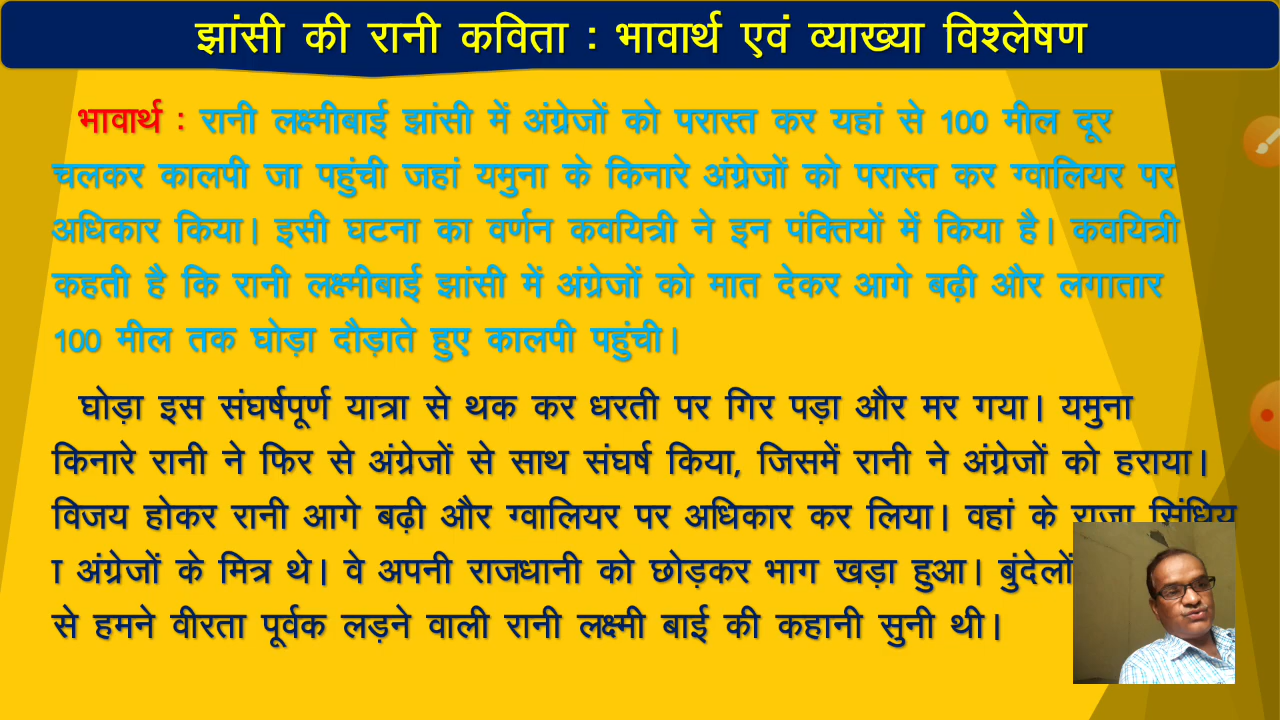 झांसी की रानी कविता : भावार्थ एवं व्याख्या विश्लेषण
भावार्थ : रानी लक्ष्मीबाई झांसी में अंग्रेजों को परास्त कर यहां से 100 मील दूर
चलकर कालपी जा पहुंची जहां यमुना के किनारे अंग्रेजों को परास्त कर ग्वालियर पर
अधिकार किया। इसी घटना का वर्णन कवयित्री ने इन पंक्तियों में किया है। कवयित्री
कहती है कि रानी लक्ष्मीबाई झांसी में अंग्रेजों को मात देकर आगे बढ़ी और लगातार
100 मील तक घोड़ा दौड़ाते हुए कालपी पहुंची।
घोड़ा इस संघर्षपूर्ण यात्रा से थक कर धरती पर गिर पड़ा और मर गया। यमुना
किनारे रानी ने फिर से अंग्रेजों से साथ संघर्ष किया, जिसमें रानी ने अंग्रेजों को हराया।
विजय होकर रानी आगे बढ़ी और ग्वालियर पर अधिकार कर लिया। वहां के राजा सिंधिय
ा अंग्रेजों के मित्र थे। वे अपनी राजधानी को छोड़कर भाग खड़ा हुआ। बुंदेलों
से हमने वीरता पूर्वक लड़ने वाली रानी लक्ष्मी बाई की कहानी सुनी थी।